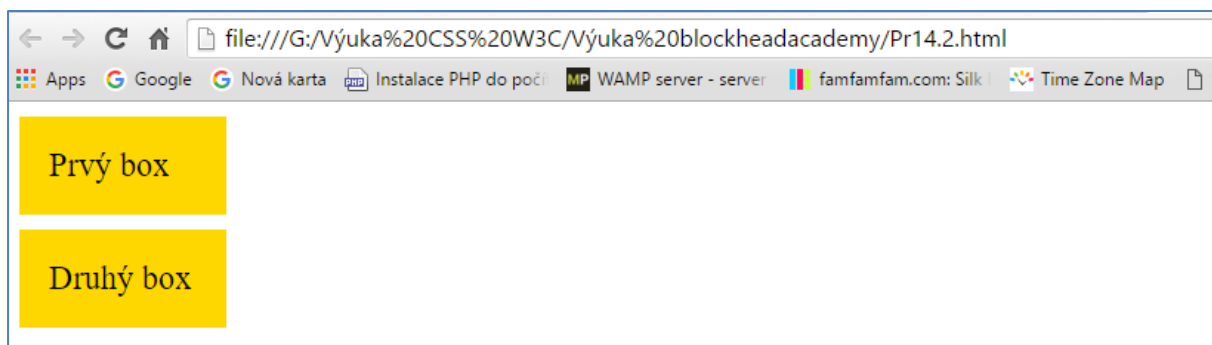 file:///G:/Výuka%20CSS%20W3C/Výuka%20blockheadacademy/Pr14.2.html
Apps Google Nová karta Instalace PHP do počí MP WAMP server - server famfamfam.com: Silk Time Zone Map
Prvý box
Druhý box